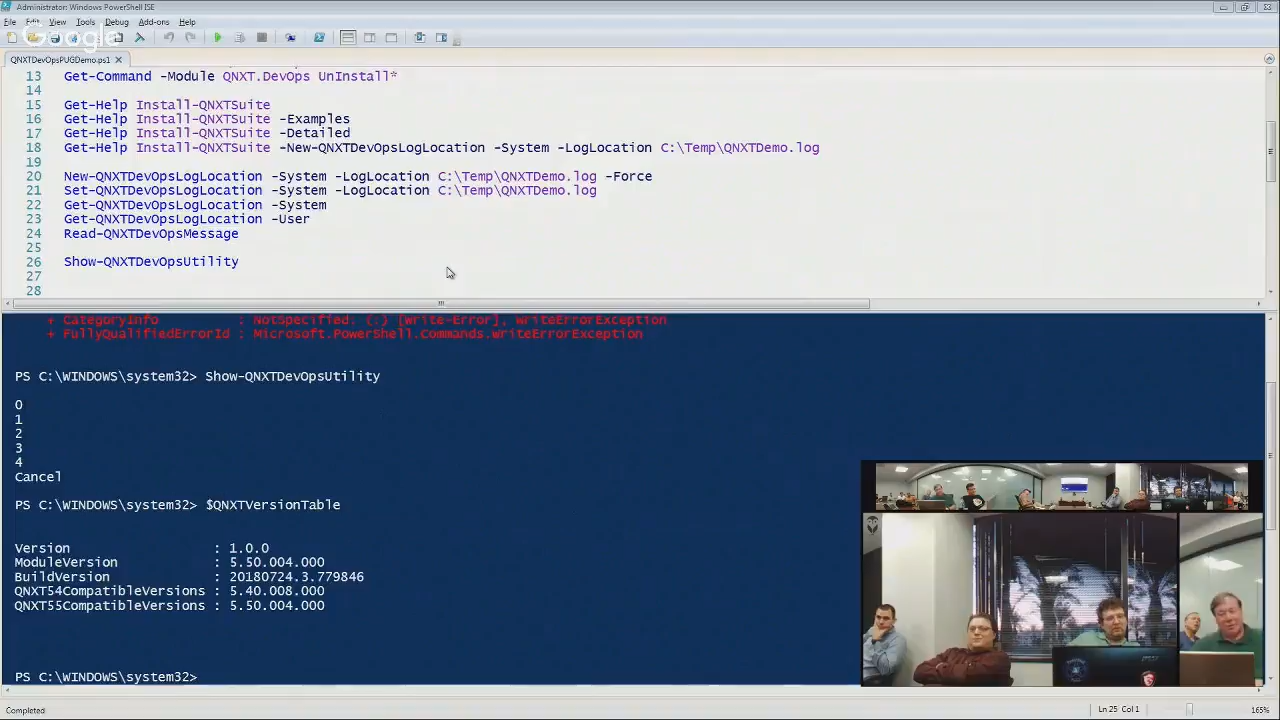 Administrator: Windows PowerShell ISE
File Edit View Tools Debug Add-ons Help
Google
QNXTDevOpsPUGDemo.ps1
13 Get-Command -Module QNXT.DevOps UnInstall*
14
15 Get-Help Install-QNXTSuite
16 Get-Help Install-QNXTSuite -Examples
17 Get-Help Install-QNXTSuite -Detailed
18 Get-Help Install-QNXTSuite -New-QNXTDevOpsLogLocation -System -LogLocation C:\Temp\QNXTDemo.log
19
20 New-QNXTDevOpsLogLocation -System -LogLocation C:\Temp\QNXTDemo.log -Force
21 Set-QNXTDevOpsLogLocation -System -LogLocation C:\Temp\QNXTDemo.log
22 Get-QNXTDevOpsLogLocation -System
23 Get-QNXTDevOpsLogLocation -User
24 Read-QNXTDevOpsMessage
25
26 Show-QNXTDevOpsUtility
27
28
+ CategoryInfo : NotSpecified: (:) [Write-Error], WriteErrorException
+ FullyQualifiedErrorId : Microsoft.PowerShell.Commands.WriteErrorException
PS C:\WINDOWS\system32> Show-QNXTDevOpsUtility
0
1
2
3
4
Cancel
PS C:\WINDOWS\system32> $QNXTVersionTable
Version : 1.0.0
ModuleVersion : 5.50.004.000
BuildVersion : 20180724.3.779846
QNXT54CompatibleVersions : 5.40.008.000
QNXT55CompatibleVersions : 5.50.004.000
PS C:\WINDOWS\system32>
Completed Ln 25 Col 1 165%